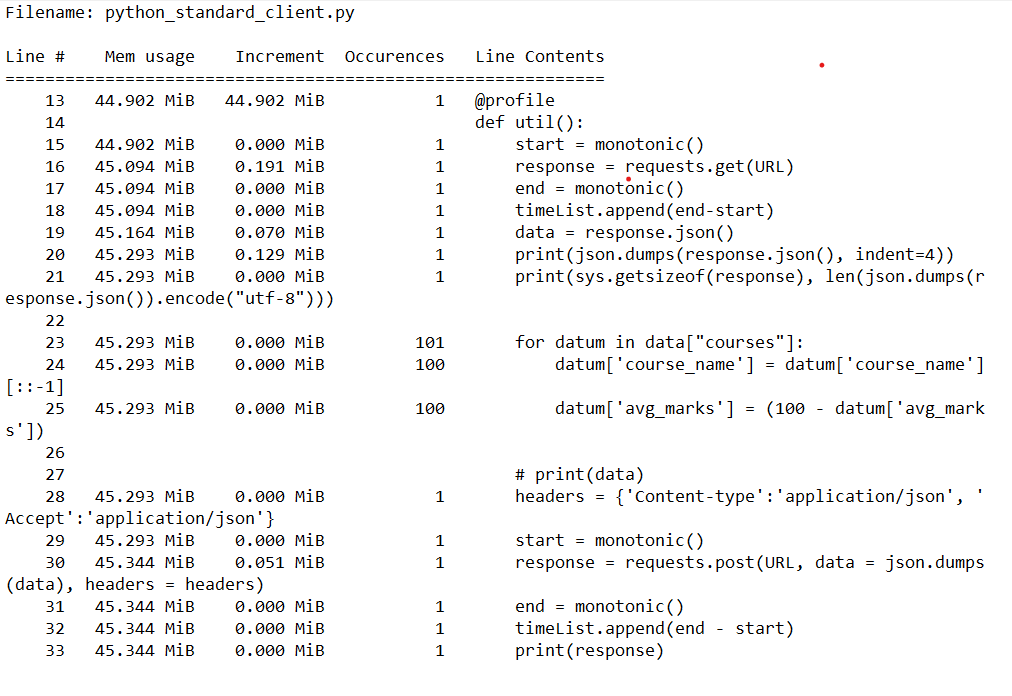 Filename: python_standard_client.py
Line #    Mem usage    Increment  Occurences   Line Contents
============================================================
    13   44.902 MiB   44.902 MiB           1   @profile
    14                                         def util():
    15   44.902 MiB    0.000 MiB           1       start = monotonic()
    16   45.094 MiB    0.191 MiB           1       response = requests.get(URL)
    17   45.094 MiB    0.000 MiB           1       end = monotonic()
    18   45.094 MiB    0.000 MiB           1       timeList.append(end-start)
    19   45.164 MiB    0.070 MiB           1       data = response.json()
    20   45.293 MiB    0.129 MiB           1       print(json.dumps(response.json(), indent=4))
    21   45.293 MiB    0.000 MiB           1       print(sys.getsizeof(response), len(json.dumps(r
esponse.json()).encode("utf-8")))
    22
    23   45.293 MiB    0.000 MiB         101       for datum in data["courses"]:
    24   45.293 MiB    0.000 MiB         100           datum['course_name'] = datum['course_name']
[::-1]
    25   45.293 MiB    0.000 MiB         100           datum['avg_marks'] = (100 - datum['avg_mark
s'])
    26
    27                                             # print(data)
    28   45.293 MiB    0.000 MiB           1       headers = {'Content-type':'application/json', '
Accept':'application/json'}
    29   45.293 MiB    0.000 MiB           1       start = monotonic()
    30   45.344 MiB    0.051 MiB           1       response = requests.post(URL, data = json.dumps
(data), headers = headers)
    31   45.344 MiB    0.000 MiB           1       end = monotonic()
    32   45.344 MiB    0.000 MiB           1       timeList.append(end - start)
    33   45.344 MiB    0.000 MiB           1       print(response)